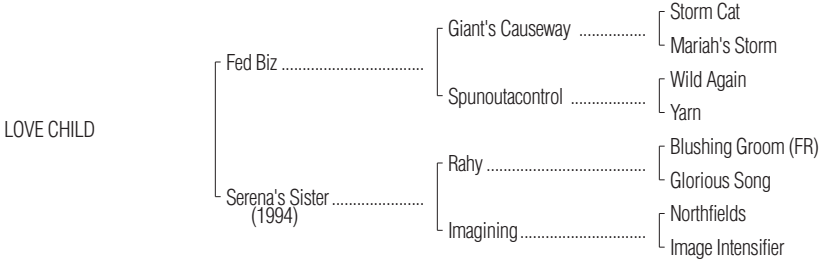 Storm Cat
Giant's Causeway ................
Mariah's Storm
Fed Biz .................................
Wild Again
Spunoutacontrol ..................
Yarn
LOVE CHILD
Blushing Groom (FR)
Rahy ......................................
Glorious Song
Serena's Sister .....................
(1994)
Northfields
Imagining..............................
Image Intensifier